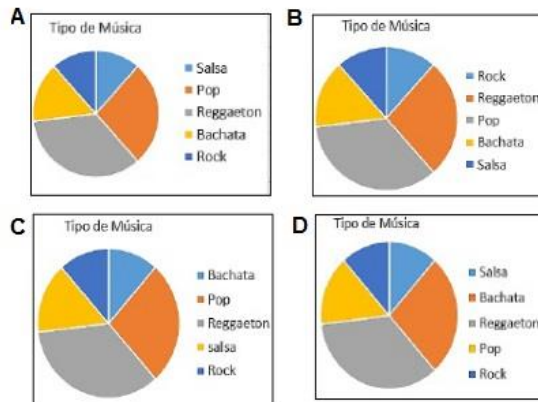 A
Tipo de Música
Salsa
Pop
Reggaeton
Bachata
Rock
B
Tipo de Música
Rock
Reggaeton
Pop
Bachata
Salsa
C
Tipo de Música
Bachata
Pop
Reggaeton
salsa
Rock
D
Tipo de Música
Salsa
Bachata
Reggaeton
Pop
Rock